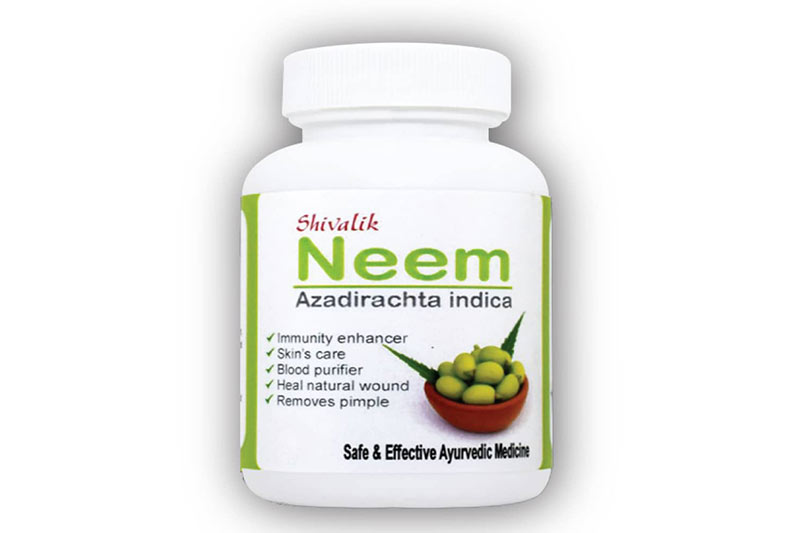 Shivalik
Neem
Azadirachta indica
✓ Immunity enhancer
✓ Skin's care
✓ Blood purifier
✓ Heal natural wound
✓ Removes pimple
Safe & Effective Ayurvedic Medicine